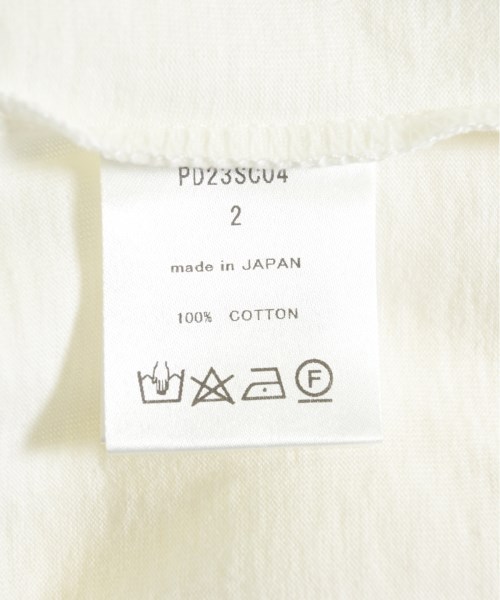 PD23SC04
2
made in JAPAN
100% COTTON
F